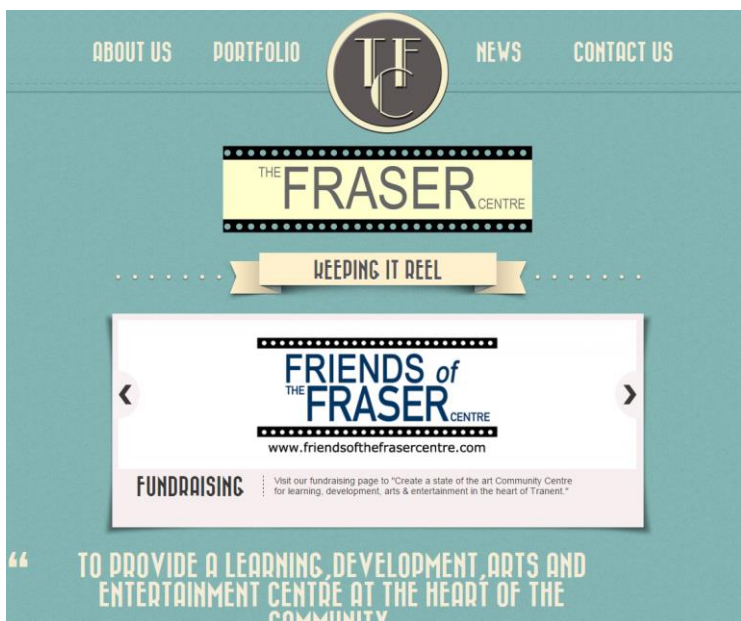 ABOUT US PORTFOLIO TFC NEWS CONTACT US
THE FRASER CENTRE
KEEPING IT REEL
FRIENDS of
THE FRASER CENTRE
www.friendsofthefrasercentre.com
FUNDRAISING
Visit our fundraising page to "Create a state of the art Community Centre
for learning, development, arts & entertainment in the heart of Tranent."
“ TO PROVIDE A LEARNING,DEVELOPMENT,ARTS AND
ENTERTAINMENT CENTRE AT THE HEART OF THE
COMMUNITY